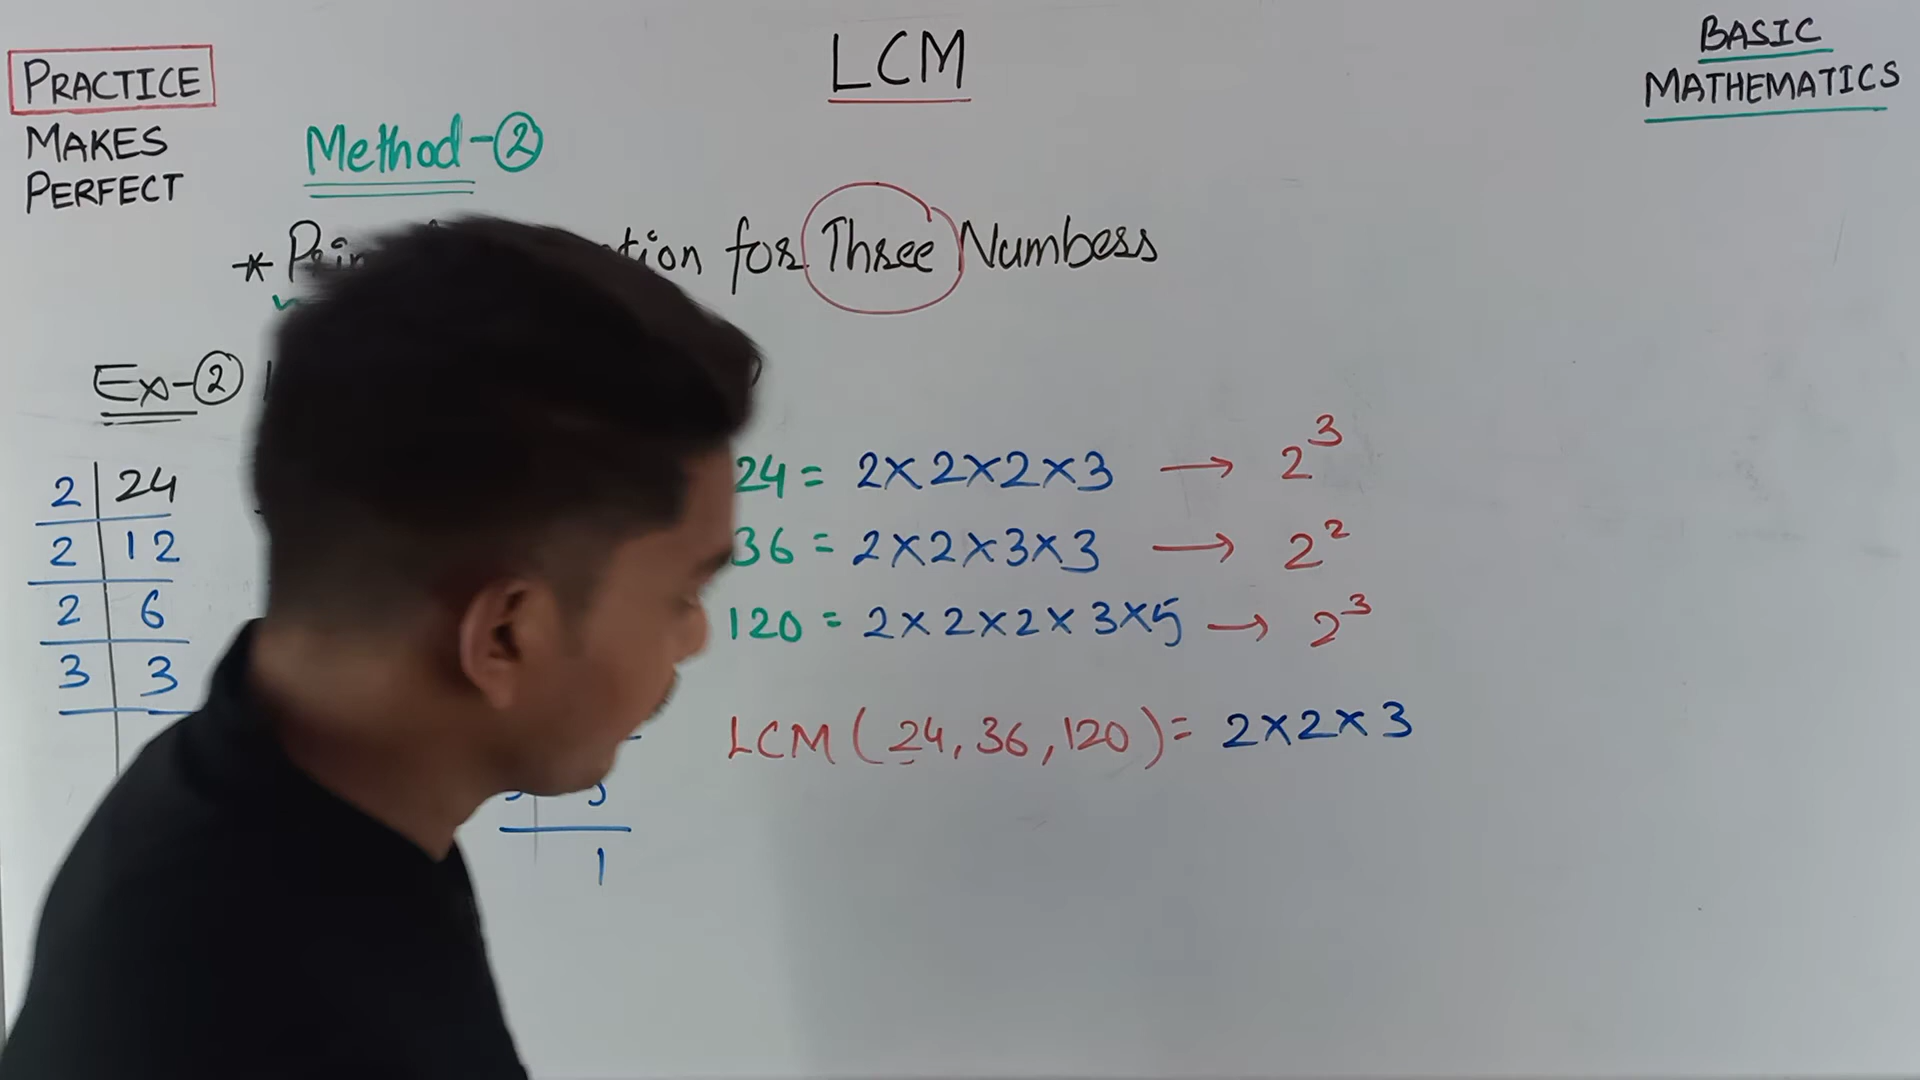 PRACTICE
MAKES
PERFECT
LCM
BASIC
MATHEMATICS
Method-②
* for Three Numbers
Ex-②
2 | 24
2 | 12
2 | 6
3 | 3
1
24 = 2×2×2×3 → 2³
36 = 2×2×3×3 → 2²
120 = 2×2×2×3×5 → 2³
LCM (24, 36, 120) = 2×2×3